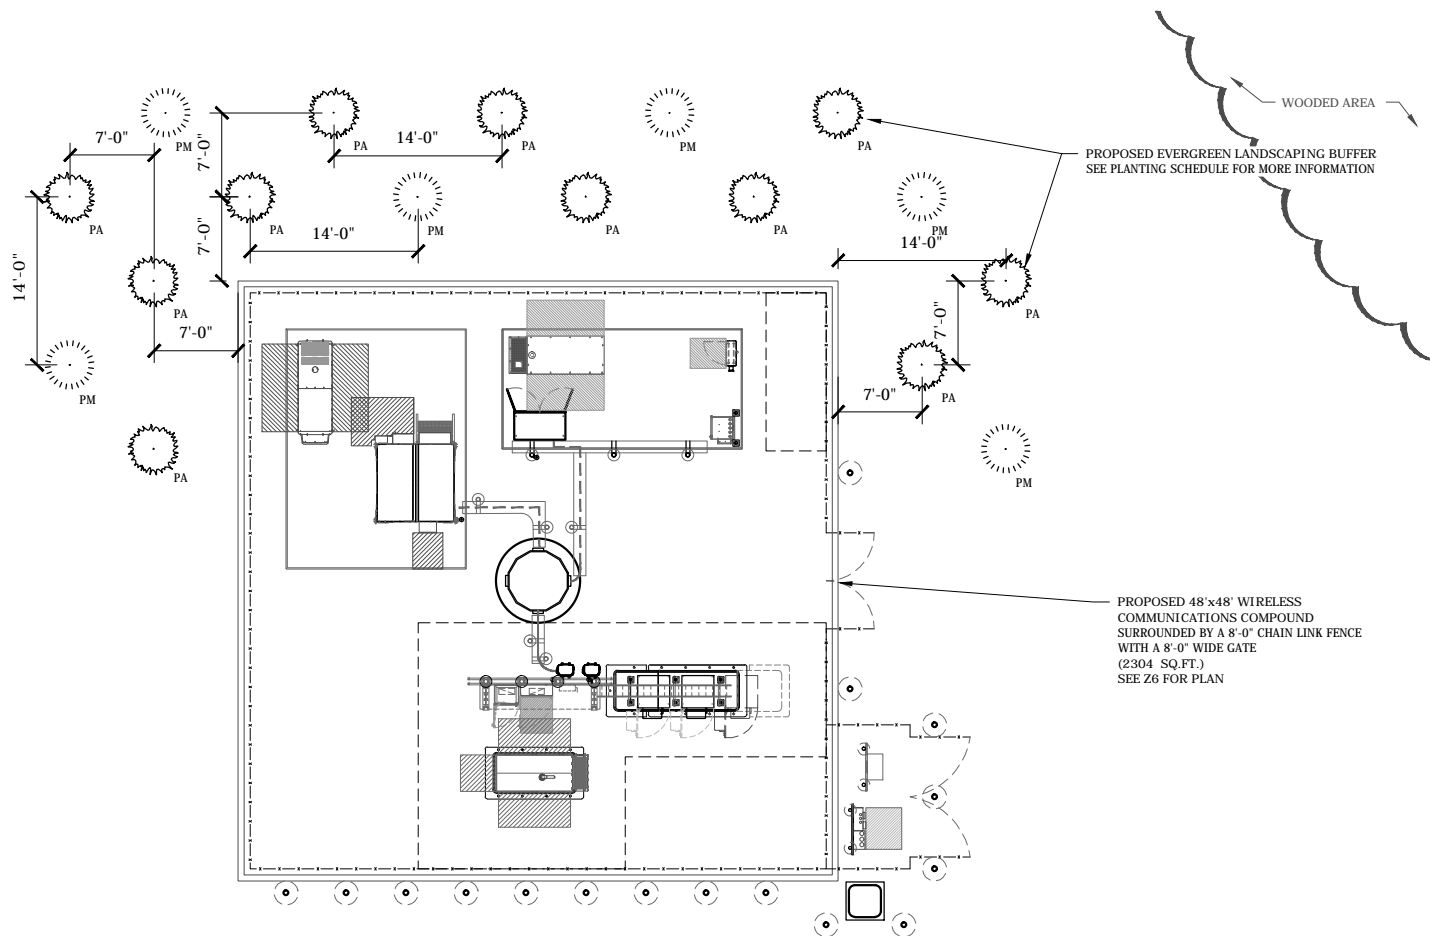 WOODED AREA
7'-0"
PM
7'-0"
14'-0"
PA
PA
PM
PA
PROPOSED EVERGREEN LANDSCAPING BUFFER
SEE PLANTING SCHEDULE FOR MORE INFORMATION
PA
7'-0"
14'-0"
PA
PM
PA
PA
PM
14'-0"
14'-0"
PA
PA
7'-0"
7'-0"
PM
7'-0"
PA
PA
PM
PROPOSED 48'x48' WIRELESS
COMMUNICATIONS COMPOUND
SURROUNDED BY A 8'-0" CHAIN LINK FENCE
WITH A 8'-0" WIDE GATE
(2304 SQ.FT.)
SEE Z6 FOR PLAN